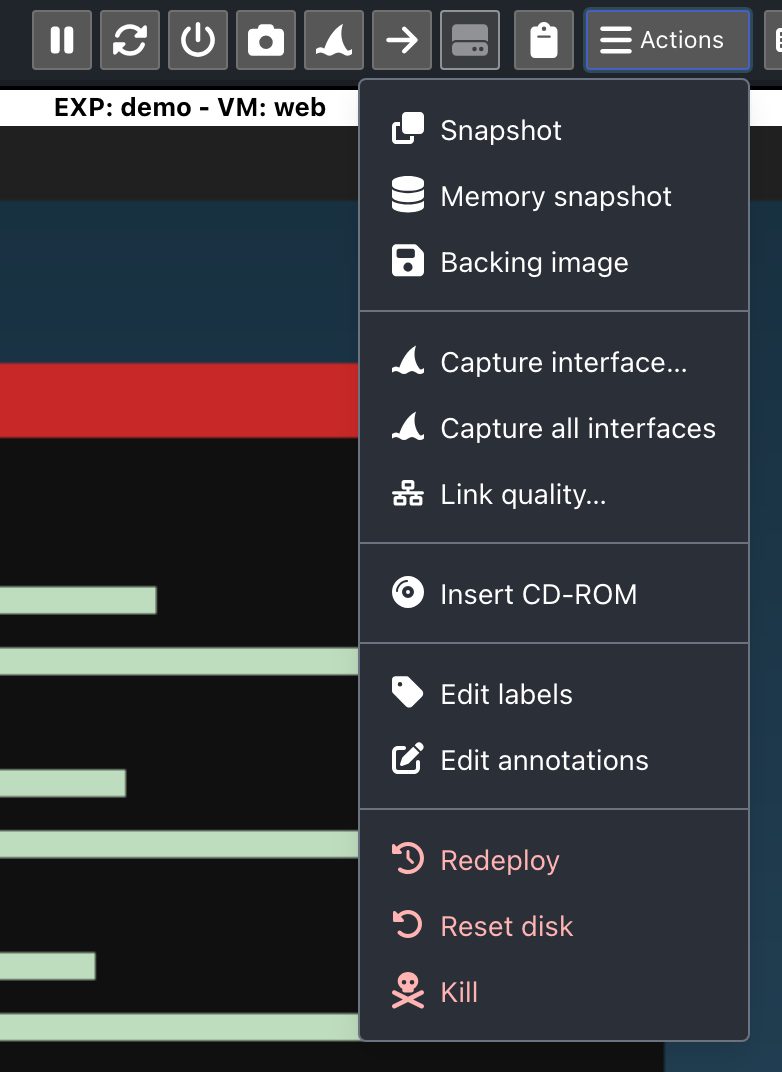 Actions
EXP: demo - VM: web
Snapshot
Memory snapshot
Backing image
Capture interface...
Capture all interfaces
Link quality...
Insert CD-ROM
Edit labels
Edit annotations
Redeploy
Reset disk
Kill